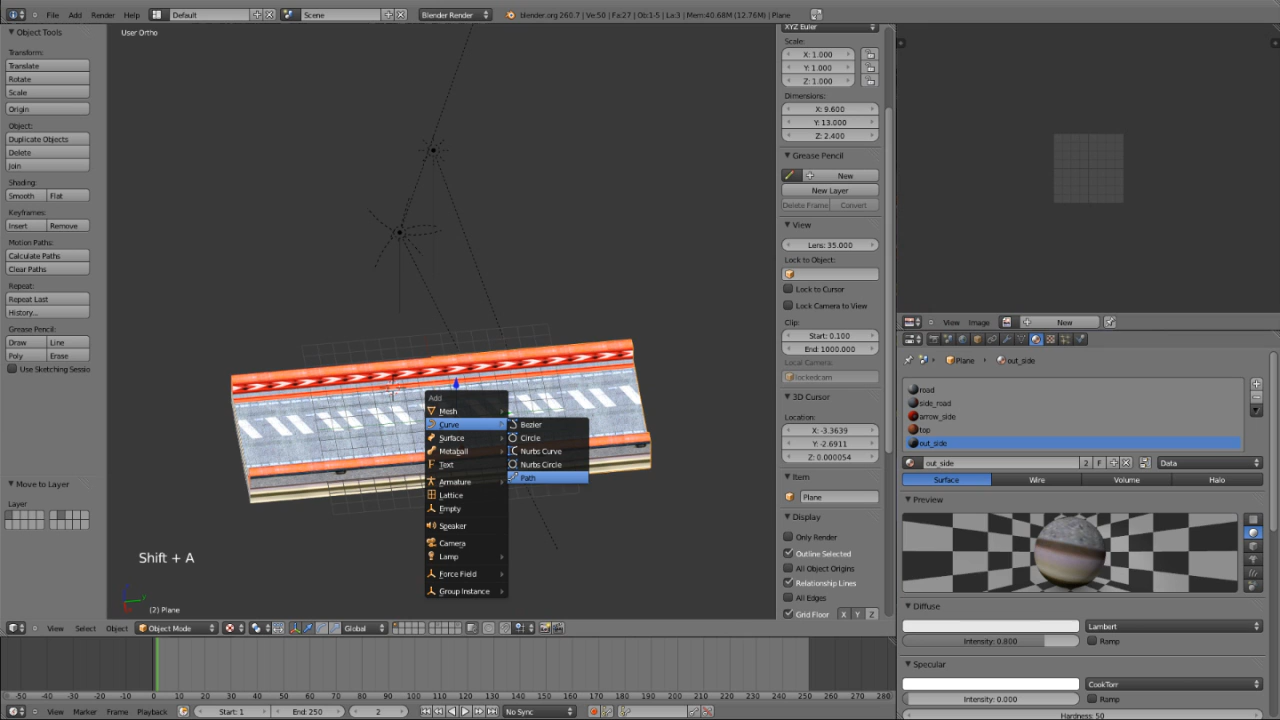 File Add Render Help Default Scene Blender Render blender.org 260.7 | Ve:50 | Fa:27 | Ob:1-5 | La:3 | Mem:40.68M (12.76M) | Plane
Object Tools
Transform:
Translate
Rotate
Scale
Origin
Object:
Duplicate Objects
Delete
Join
Shading:
Smooth Flat
Keyframes:
Insert Remove
Motion Paths:
Calculate Paths
Clear Paths
Repeat:
Repeat Last
History...
Grease Pencil:
Draw Line
Poly Erase
Use Sketching Sessio
Move to Layer
Layer
User Ortho
Add
Mesh
Curve
Surface
Metaball
Text
Armature
Lattice
Empty
Speaker
Camera
Lamp
Force Field
Group Instance
Bezier
Circle
Nurbs Curve
Nurbs Circle
Path
Shift + A
(2) Plane
XYZ Euler
Scale:
X: 1.000
Y: 1.000
Z: 1.000
Dimensions:
X: 9.600
Y: 13.000
Z: 2.400
Grease Pencil
New
New Layer
Delete Frame Convert
View
Lens: 35.000
Lock to Object:
Lock to Cursor
Lock Camera to View
Clip:
Start: 0.100
End: 1000.000
Local Camera:
lockedcam
3D Cursor
Location:
X: -3.3639
Y: -2.6911
Z: 0.000054
Item
Plane
Display
Only Render
Outline Selected
All Object Origins
Relationship Lines
All Edges
Grid Floor X Y Z
View Image New
Plane out_side
road
side_road
arrow_side
top
out_side
out_side 2 F Data
Surface Wire Volume Halo
Preview
Diffuse
Lambert
Intensity: 0.800 Ramp
Specular
CookTorr
Intensity: 0.000 Ramp
Hardness: 50
View Select Object Object Mode Global
-50 -40 -30 -20 -10 0 10 20 30 40 50 60 70 80 90 100 110 120 130 140 150 160 170 180 190 200 210 220 230 240 250 260 270 280
View Marker Frame Playback Start: 1 End: 250 2 No Sync